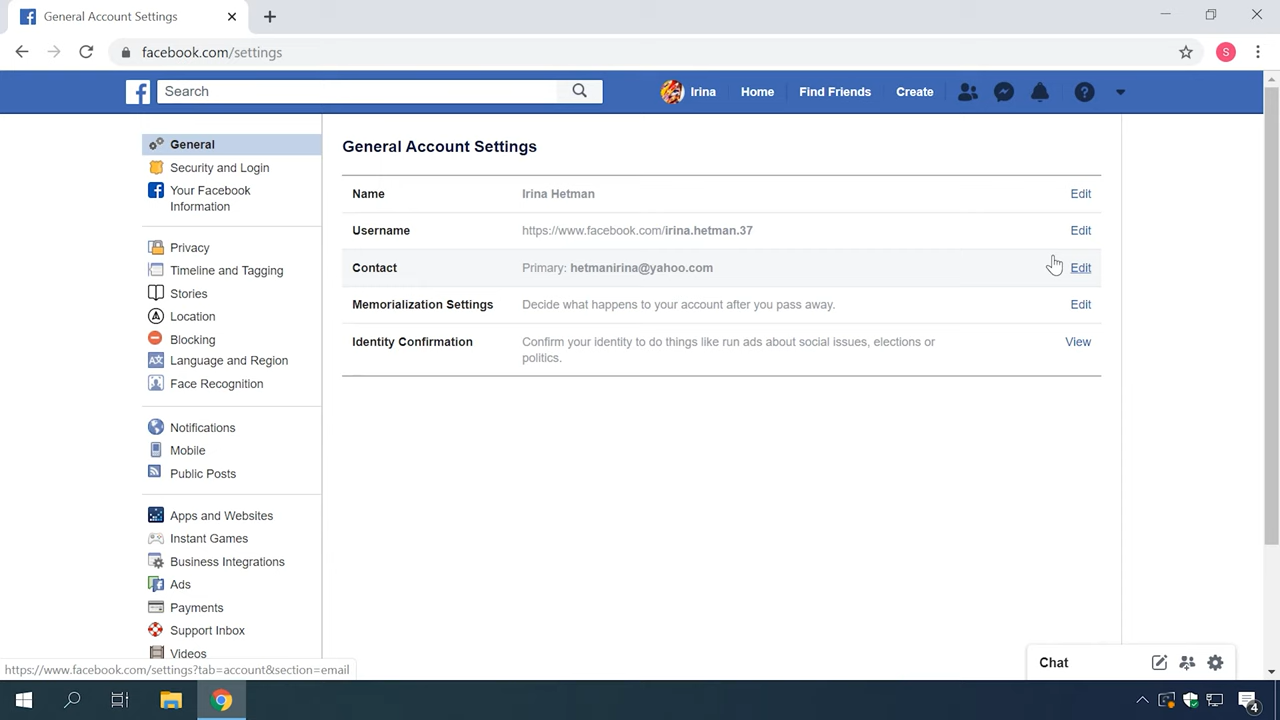 General Account Settings
facebook.com/settings
S
Search
Irina
Home
Find Friends
Create
General
Security and Login
Your Facebook
Information
Privacy
Timeline and Tagging
Stories
Location
Blocking
Language and Region
Face Recognition
Notifications
Mobile
Public Posts
Apps and Websites
Instant Games
Business Integrations
Ads
Payments
Support Inbox
Videos
General Account Settings
Name Irina Hetman Edit
Username https://www.facebook.com/irina.hetman.37 Edit
Contact Primary: hetmanirina@yahoo.com Edit
Memorialization Settings Decide what happens to your account after you pass away. Edit
Identity Confirmation Confirm your identity to do things like run ads about social issues, elections or View
politics.
Chat
https://www.facebook.com/settings?tab=account&section=email
4